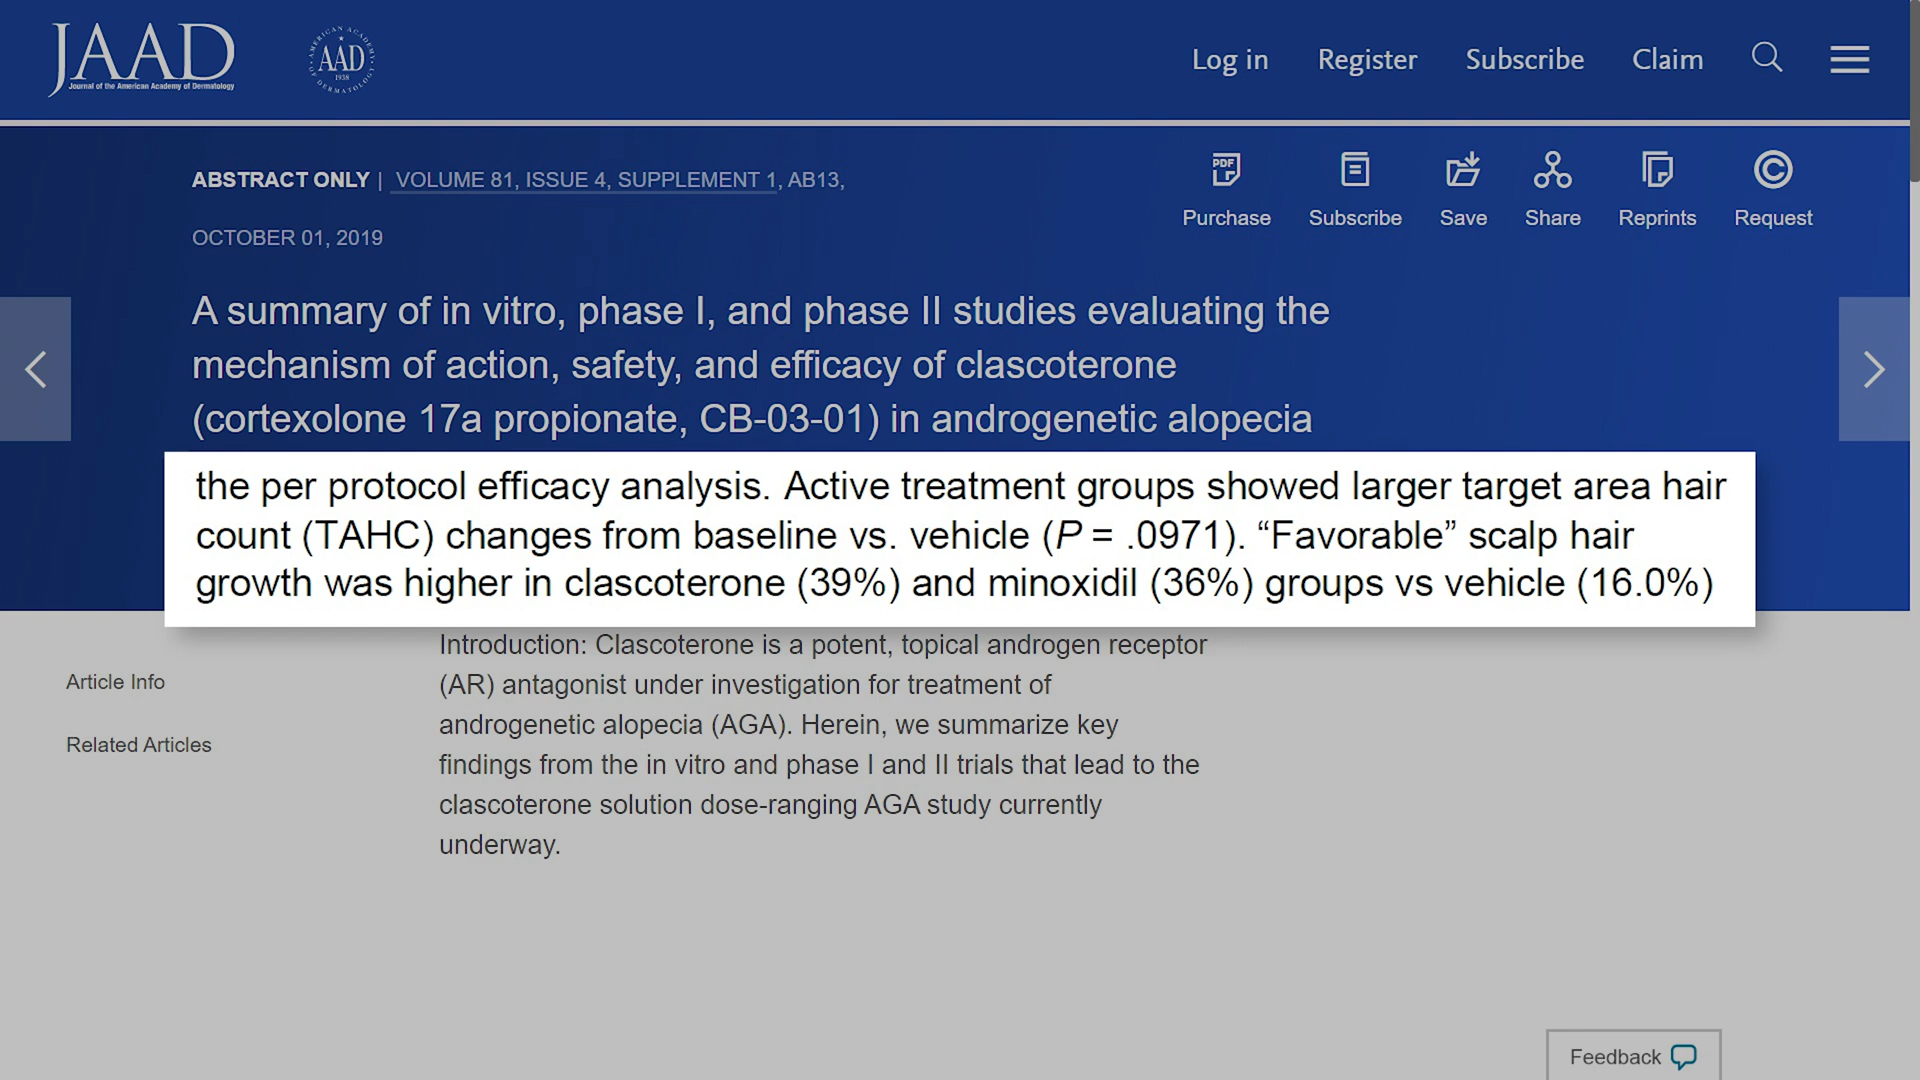 JAAD
Journal of the American Academy of Dermatology
AMERICAN ACADEMY OF DERMATOLOGY
AAD
1938
Log in
Register
Subscribe
Claim
ABSTRACT ONLY | VOLUME 81, ISSUE 4, SUPPLEMENT 1, AB13,
OCTOBER 01, 2019
PDF
Purchase
Subscribe
Save
Share
Reprints
Request
A summary of in vitro, phase I, and phase II studies evaluating the
mechanism of action, safety, and efficacy of clascoterone
(cortexolone 17a propionate, CB-03-01) in androgenetic alopecia
the per protocol efficacy analysis. Active treatment groups showed larger target area hair
count (TAHC) changes from baseline vs. vehicle (P = .0971). “Favorable” scalp hair
growth was higher in clascoterone (39%) and minoxidil (36%) groups vs vehicle (16.0%)
Article Info
Related Articles
Introduction: Clascoterone is a potent, topical androgen receptor
(AR) antagonist under investigation for treatment of
androgenetic alopecia (AGA). Herein, we summarize key
findings from the in vitro and phase I and II trials that lead to the
clascoterone solution dose-ranging AGA study currently
underway.
Feedback